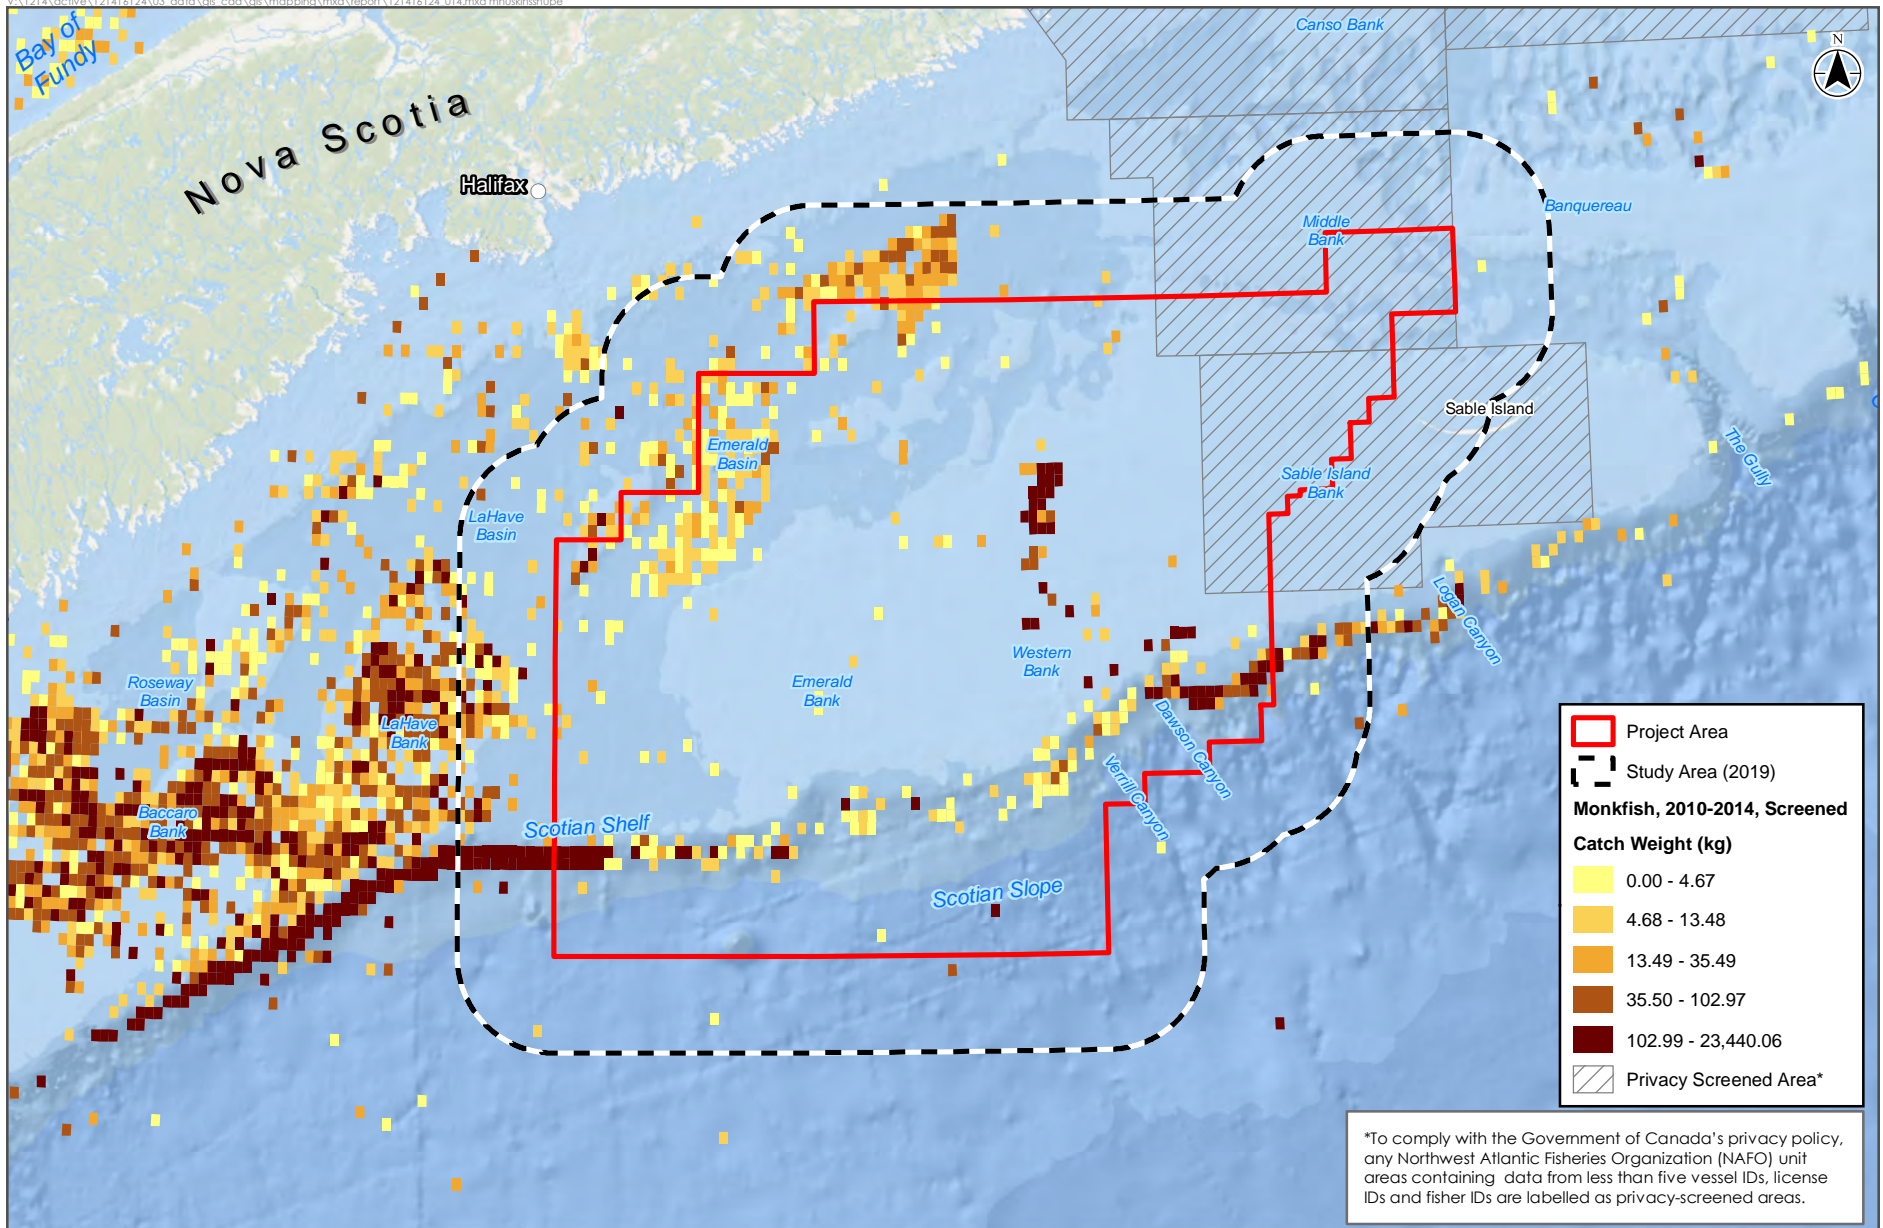 Bay of
Fundy
Canso Bank
N
Nova Scotia
Halifax
Middle
Bank
Banquereau
Sable Island
Emerald
Basin
The Gully
Sable Island
Bank
LaHave
Basin
Logan Canyon
Western
Bank
Roseway
Basin
Emerald
Bank
LaHave
Bank
Dawson Canyon
Verrill Canyon
Baccaro
Bank
Scotian Shelf
Scotian Slope
Project Area
Study Area (2019)
Monkfish, 2010-2014, Screened
Catch Weight (kg)
0.00 - 4.67
4.68 - 13.48
13.49 - 35.49
35.50 - 102.97
102.99 - 23,440.06
Privacy Screened Area*
*To comply with the Government of Canada's privacy policy,
any Northwest Atlantic Fisheries Organization (NAFO) unit
areas containing data from less than five vessel IDs, license
IDs and fisher IDs are labelled as privacy-screened areas.